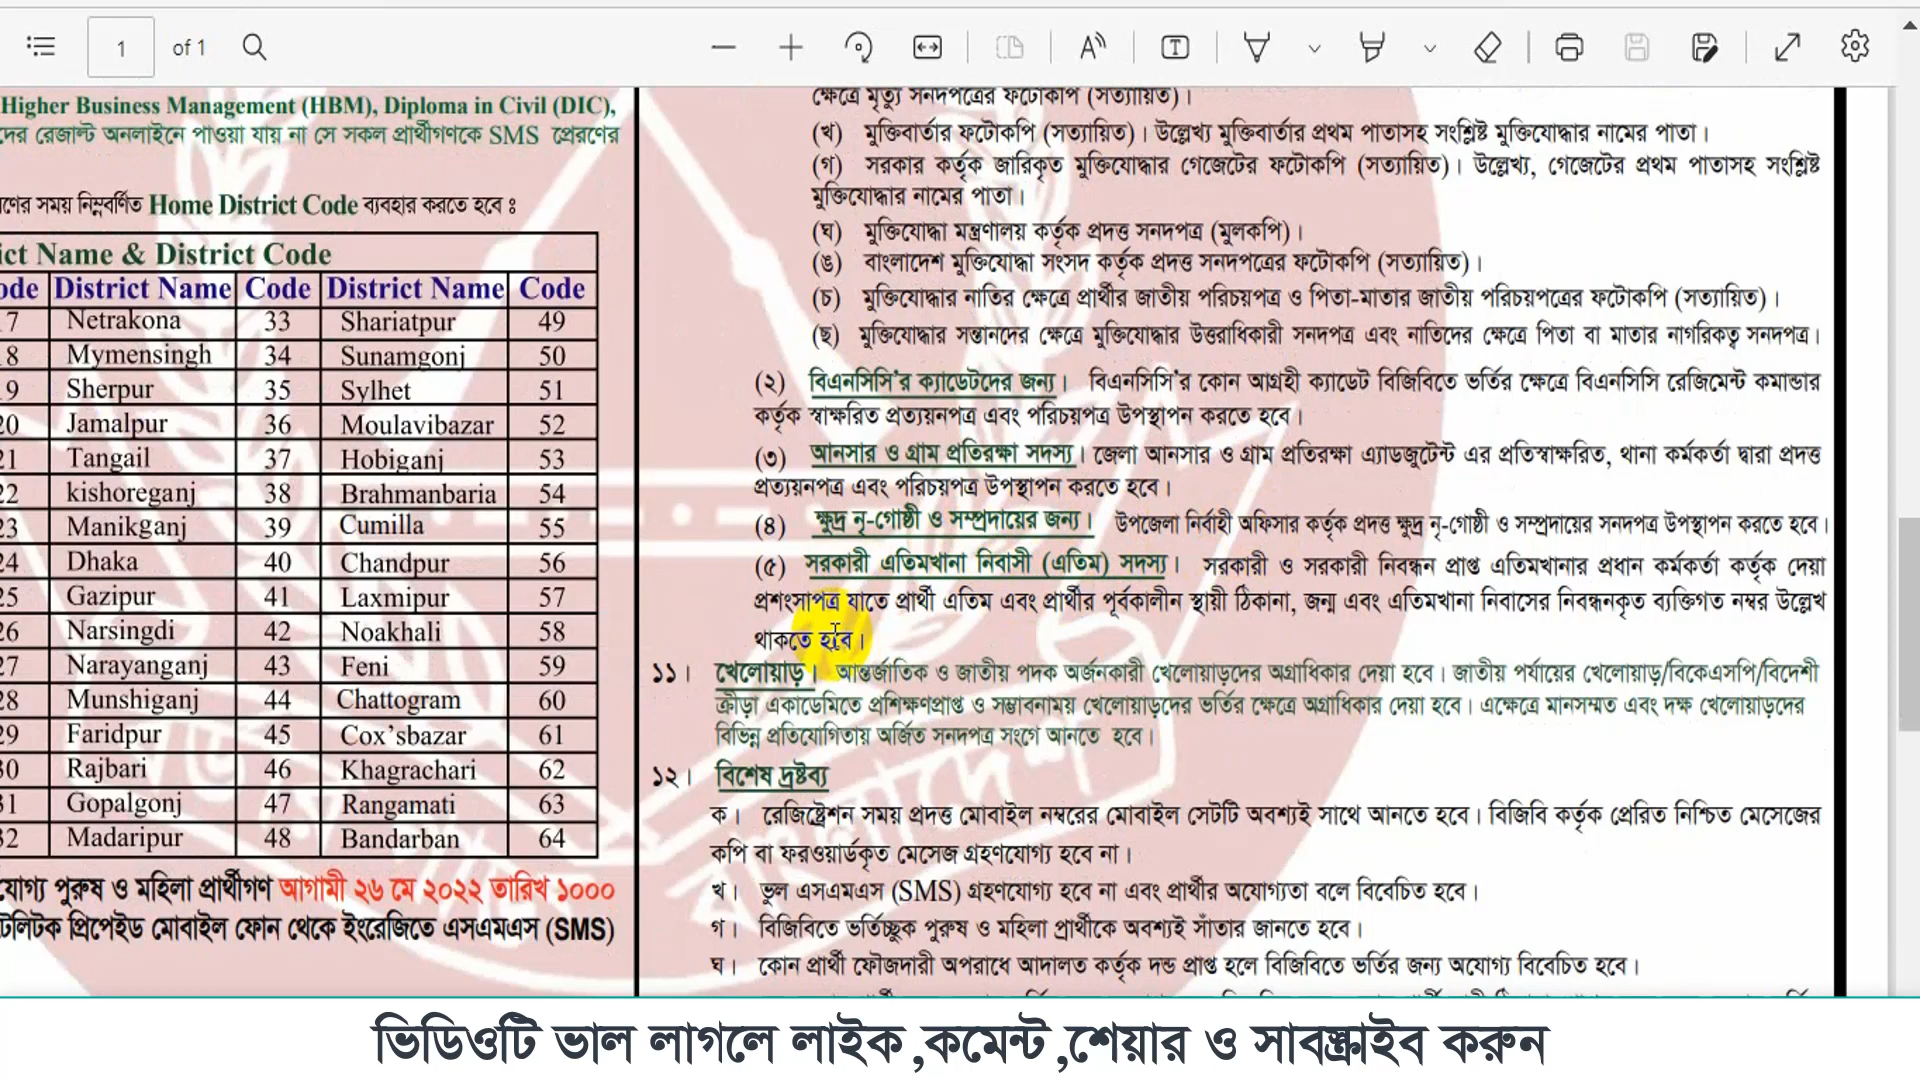 1 of 1
Higher Business Management (HBM), Diploma in Civil (DIC),
দের রেজাল্ট অনলাইনে পাওয়া যায় না সে সকল প্রার্থীগণকে SMS প্রেরণের
ণের সময় নিম্নবর্ণিত Home District Code ব্যবহার করতে হবে ঃ
ict Name & District Code
ode District Name Code District Name Code
7 Netrakona 33 Shariatpur 49
8 Mymensingh 34 Sunamgonj 50
9 Sherpur 35 Sylhet 51
20 Jamalpur 36 Moulavibazar 52
21 Tangail 37 Hobiganj 53
22 kishoreganj 38 Brahmanbaria 54
23 Manikganj 39 Cumilla 55
24 Dhaka 40 Chandpur 56
25 Gazipur 41 Laxmipur 57
26 Narsingdi 42 Noakhali 58
27 Narayanganj 43 Feni 59
28 Munshiganj 44 Chattogram 60
29 Faridpur 45 Cox’sbazar 61
30 Rajbari 46 Khagrachari 62
31 Gopalgonj 47 Rangamati 63
32 Madaripur 48 Bandarban 64
যোগ্য পুরুষ ও মহিলা প্রার্থীগণ আগামী ২৬ মে ২০২২ তারিখ ১০০০
টেলিটক প্রিপেইড মোবাইল ফোন থেকে ইংরেজিতে এসএমএস (SMS)
ক্ষেত্রে মৃত্যু সনদপত্রের ফটোকপি (সত্যায়িত)।
(খ) মুক্তিবার্তার ফটোকপি (সত্যায়িত)। উল্লেখ্য মুক্তিবার্তার প্রথম পাতাসহ সংশ্লিষ্ট মুক্তিযোদ্ধার নামের পাতা।
(গ) সরকার কর্তৃক জারিকৃত মুক্তিযোদ্ধার গেজেটের ফটোকপি (সত্যায়িত)। উল্লেখ্য, গেজেটের প্রথম পাতাসহ সংশ্লিষ্ট
মুক্তিযোদ্ধার নামের পাতা।
(ঘ) মুক্তিযোদ্ধা মন্ত্রণালয় কর্তৃক প্রদত্ত সনদপত্র (মুলকপি)।
(ঙ) বাংলাদেশ মুক্তিযোদ্ধা সংসদ কর্তৃক প্রদত্ত সনদপত্রের ফটোকপি (সত্যায়িত)।
(চ) মুক্তিযোদ্ধার নাতির ক্ষেত্রে প্রার্থীর জাতীয় পরিচয়পত্র ও পিতা-মাতার জাতীয় পরিচয়পত্রের ফটোকপি (সত্যায়িত)।
(ছ) মুক্তিযোদ্ধার সন্তানদের ক্ষেত্রে মুক্তিযোদ্ধার উত্তরাধিকারী সনদপত্র এবং নাতিদের ক্ষেত্রে পিতা বা মাতার নাগরিকত্ব সনদপত্র।
(২) বিএনসিসি’র ক্যাডেটদের জন্য। বিএনসিসি’র কোন আগ্রহী ক্যাডেট বিজিবিতে ভর্তির ক্ষেত্রে বিএনসিসি রেজিমেন্ট কমান্ডার
কর্তৃক স্বাক্ষরিত প্রত্যয়নপত্র এবং পরিচয়পত্র উপস্থাপন করতে হবে।
(৩) আনসার ও গ্রাম প্রতিরক্ষা সদস্য। জেলা আনসার ও গ্রাম প্রতিরক্ষা এ্যাডজুটেন্ট এর প্রতিস্বাক্ষরিত, থানা কর্মকর্তা দ্বারা প্রদত্ত
প্রত্যয়নপত্র এবং পরিচয়পত্র উপস্থাপন করতে হবে।
(৪) ক্ষুদ্র নৃ-গোষ্ঠী ও সম্প্রদায়ের জন্য। উপজেলা নির্বাহী অফিসার কর্তৃক প্রদত্ত ক্ষুদ্র নৃ-গোষ্ঠী ও সম্প্রদায়ের সনদপত্র উপস্থাপন করতে হবে।
(৫) সরকারী এতিমখানা নিবাসী (এতিম) সদস্য। সরকারী ও সরকারী নিবন্ধন প্রাপ্ত এতিমখানার প্রধান কর্মকর্তা কর্তৃক দেয়া
প্রশংসাপত্র যাতে প্রার্থী এতিম এবং প্রার্থীর পূর্বকালীন স্থায়ী ঠিকানা, জন্ম এবং এতিমখানা নিবাসের নিবন্ধনকৃত ব্যক্তিগত নম্বর উল্লেখ
থাকতে হবে।
১১। খেলোয়াড়। আন্তর্জাতিক ও জাতীয় পদক অর্জনকারী খেলোয়াড়দের অগ্রাধিকার দেয়া হবে। জাতীয় পর্যায়ের খেলোয়াড়/বিকেএসপি/বিদেশী
ক্রীড়া একাডেমিতে প্রশিক্ষণপ্রাপ্ত ও সম্ভাবনাময় খেলোয়াড়দের ভর্তির ক্ষেত্রে অগ্রাধিকার দেয়া হবে। এক্ষেত্রে মানসম্মত এবং দক্ষ খেলোয়াড়দের
বিভিন্ন প্রতিযোগিতায় অর্জিত সনদপত্র সংগে আনতে হবে।
১২। বিশেষ দ্রষ্টব্য
ক। রেজিষ্ট্রেশন সময় প্রদত্ত মোবাইল নম্বরের মোবাইল সেটটি অবশ্যই সাথে আনতে হবে। বিজিবি কর্তৃক প্রেরিত নিশ্চিত মেসেজের
কপি বা ফরওয়ার্ডকৃত মেসেজ গ্রহণযোগ্য হবে না।
খ। ভুল এসএমএস (SMS) গ্রহণযোগ্য হবে না এবং প্রার্থীর অযোগ্যতা বলে বিবেচিত হবে।
গ। বিজিবিতে ভর্তিচ্ছুক পুরুষ ও মহিলা প্রার্থীকে অবশ্যই সাঁতার জানতে হবে।
ঘ। কোন প্রার্থী ফৌজদারী অপরাধে আদালত কর্তৃক দন্ড প্রাপ্ত হলে বিজিবিতে ভর্তির জন্য অযোগ্য বিবেচিত হবে।
ভিডিওটি ভাল লাগলে লাইক ,কমেন্ট ,শেয়ার ও সাবস্ক্রাইব করুন